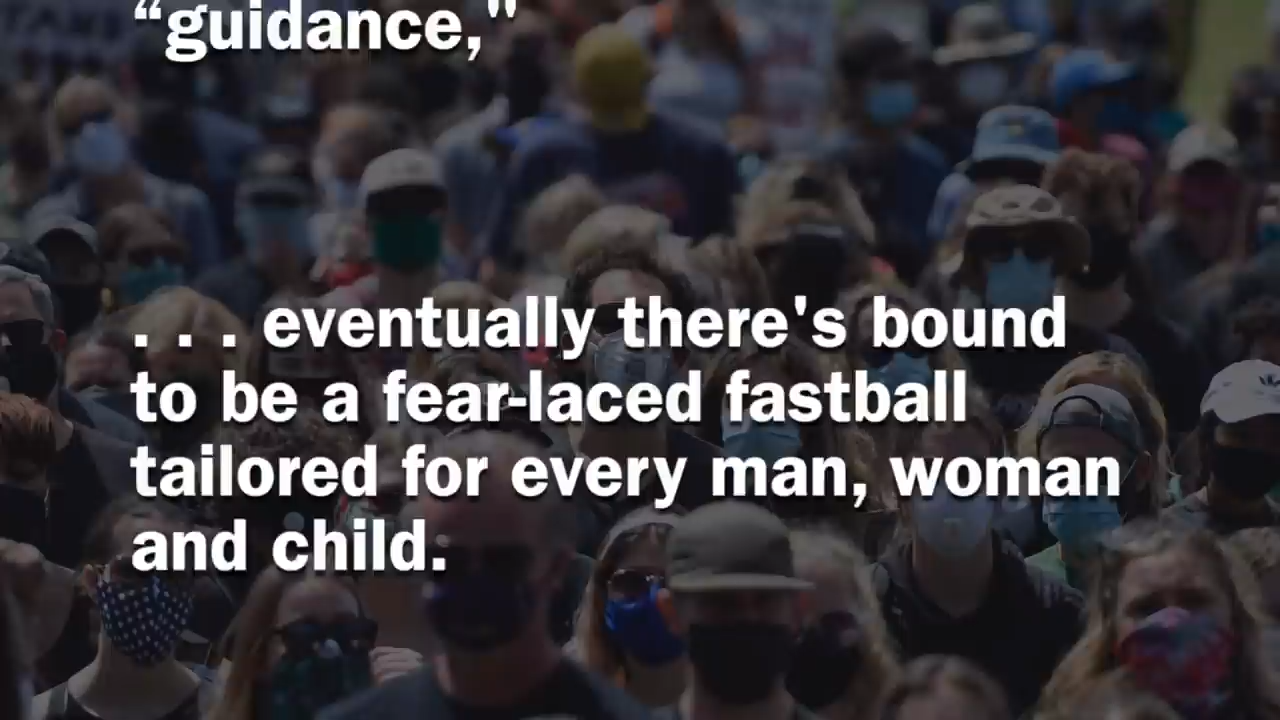 “guidance,"
. . . eventually there's bound
to be a fear-laced fastball
tailored for every man, woman
and child.